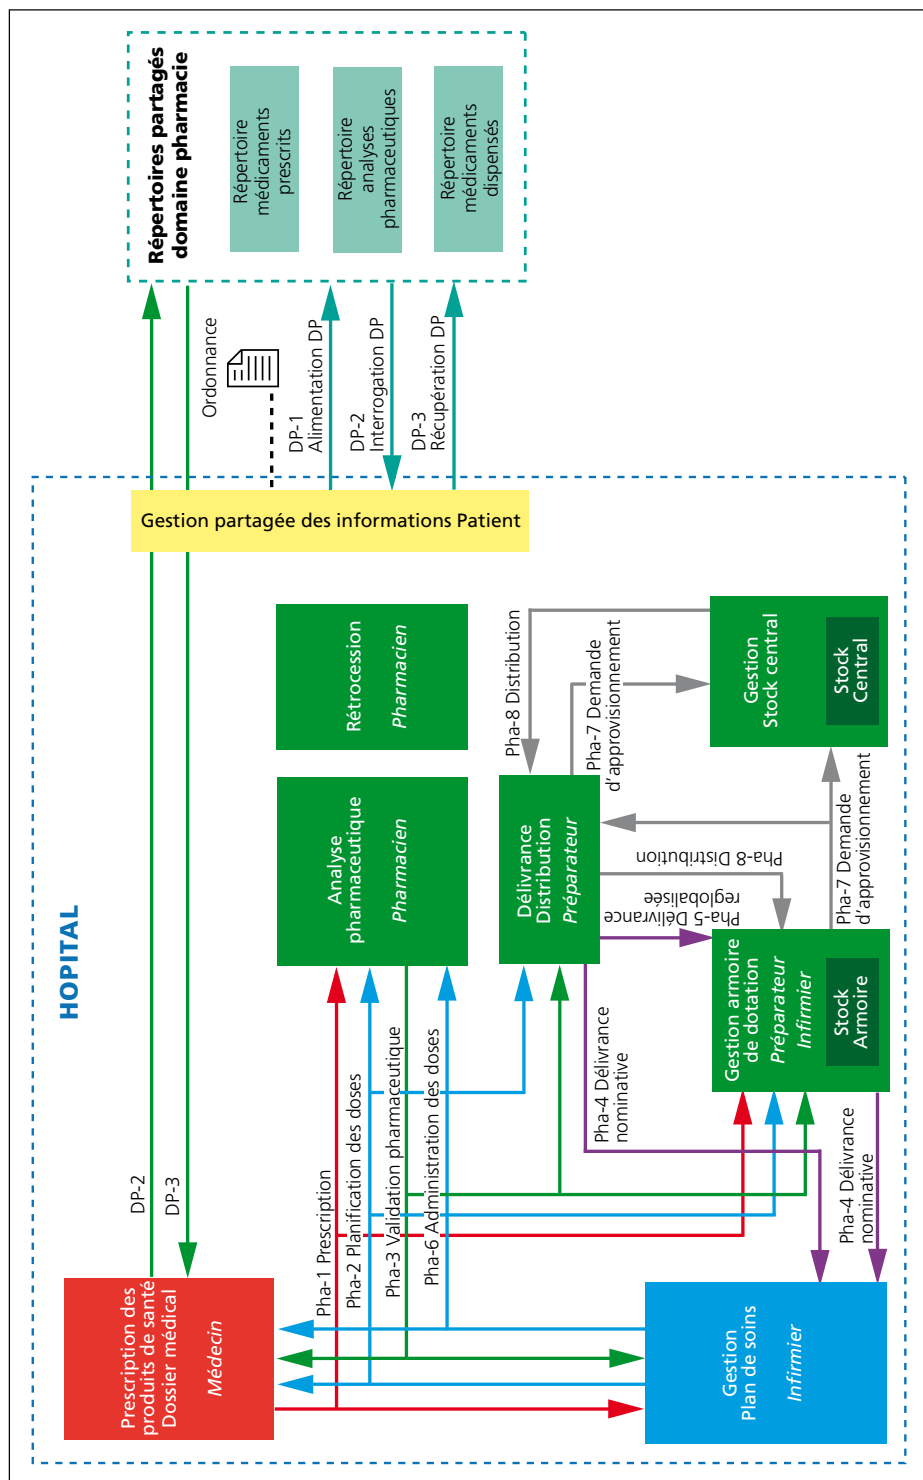 HOPITAL
Prescription des
produits de santé
Dossier médical
Médecin
DP-2
DP-3
Ordonnance
Répertoires partagés
domaine pharmacie
Répertoire
médicaments
prescrits
Répertoire
analyses
pharmaceutiques
Répertoire
médicaments
dispensés
DP-1
Alimentation DP
DP-2
Interrogation DP
DP-3
Récupération DP
Gestion partagée des informations Patient
Pha-1 Prescription
Pha-2 Planification des doses
Pha-3 Validation pharmaceutique
Pha-6 Administration des doses
Analyse
pharmaceutique
Pharmacien
Rétrocession
Pharmacien
Délivrance
Distribution
Préparateur
Pha-8 Distribution
Pha-7 Demande
d'approvisionnement
Pha-4 Délivrance
nominative
Pha-5 Délivrance
reglobalisée
Pha-8 Distribution
Gestion
Plan de soins
Infirmier
Pha-4 Délivrance
nominative
Gestion armoire
de dotation
Préparateur
Infirmier
Stock
Armoire
Pha-7 Demande
d'approvisionnement
Gestion
Stock central
Stock
Central